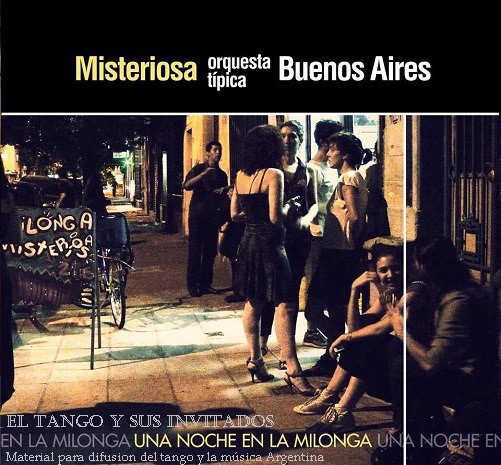 Misteriosa orquesta típica Buenos Aires
MILONGA
MISTERIOSA
EL TANGO Y SUS INVITADOS
EN LA MILONGA UNA NOCHE EN LA MILONGA UNA NOCHE
Material para difusion del tango y la música Argentina